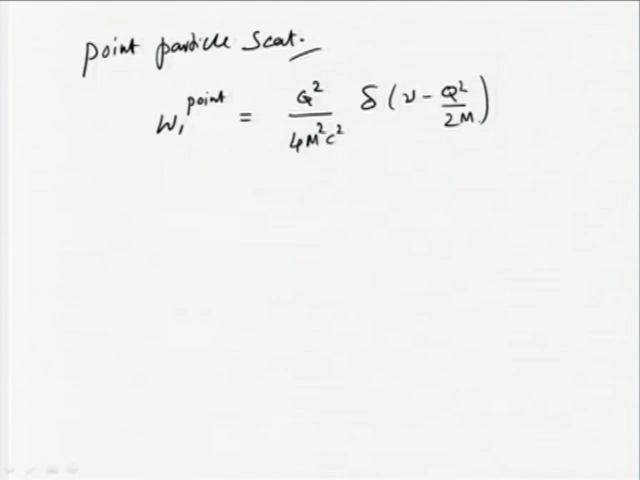 point particle scat.
W₁^point = Q²/4M²c² δ(ν - Q²/2M)